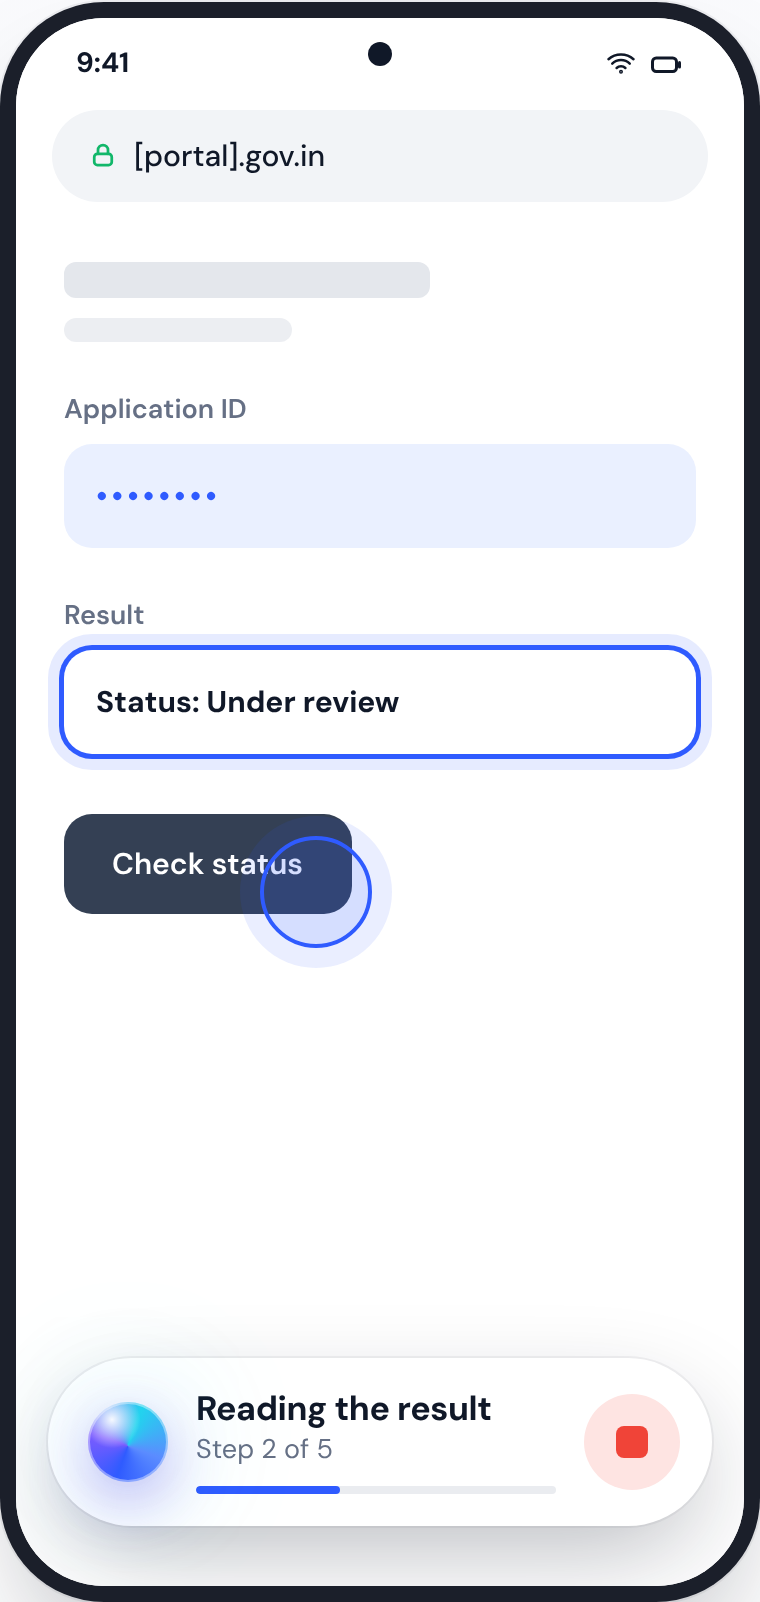 9:41
[portal].gov.in
Application ID
••••••••
Result
Status: Under review
Check status
Reading the result
Step 2 of 5